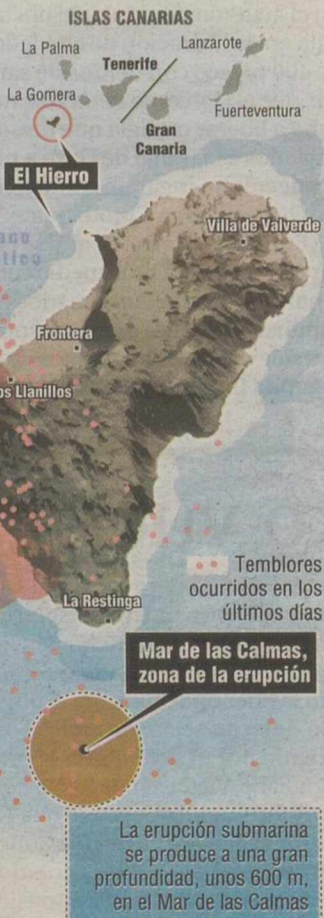 ISLAS CANARIAS
La Palma
Lanzarote
Tenerife
La Gomera
Fuerteventura
Gran
Canaria
El Hierro
Villa de Valverde
Frontera
Llanillos
La Restinga
Temblores
ocurridos en los
últimos días
Mar de las Calmas,
zona de la erupción
La erupción submarina
se produce a una gran
profundidad, unos 600 m,
en el Mar de las Calmas